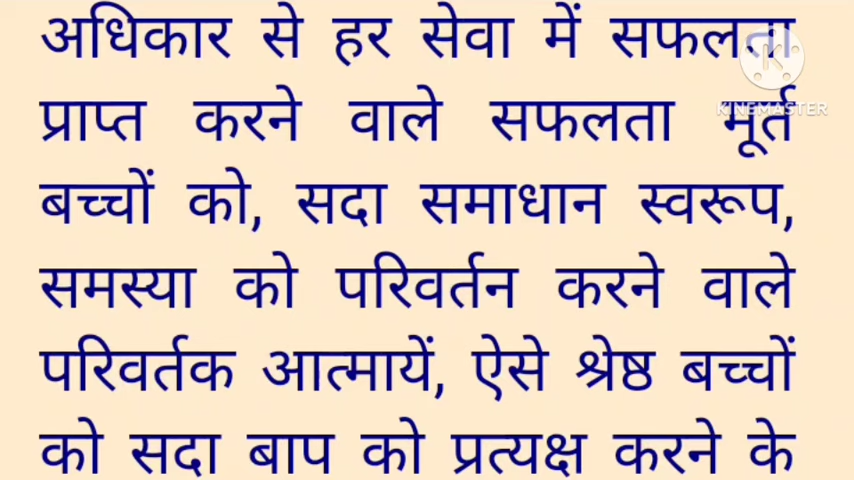 अधिकार से हर सेवा में सफलता
प्राप्त करने वाले सफलता मूर्त
बच्चों को, सदा समाधान स्वरूप,
समस्या को परिवर्तन करने वाले
परिवर्तक आत्मायें, ऐसे श्रेष्ठ बच्चों
को सदा बाप को प्रत्यक्ष करने के
KINEMASTER